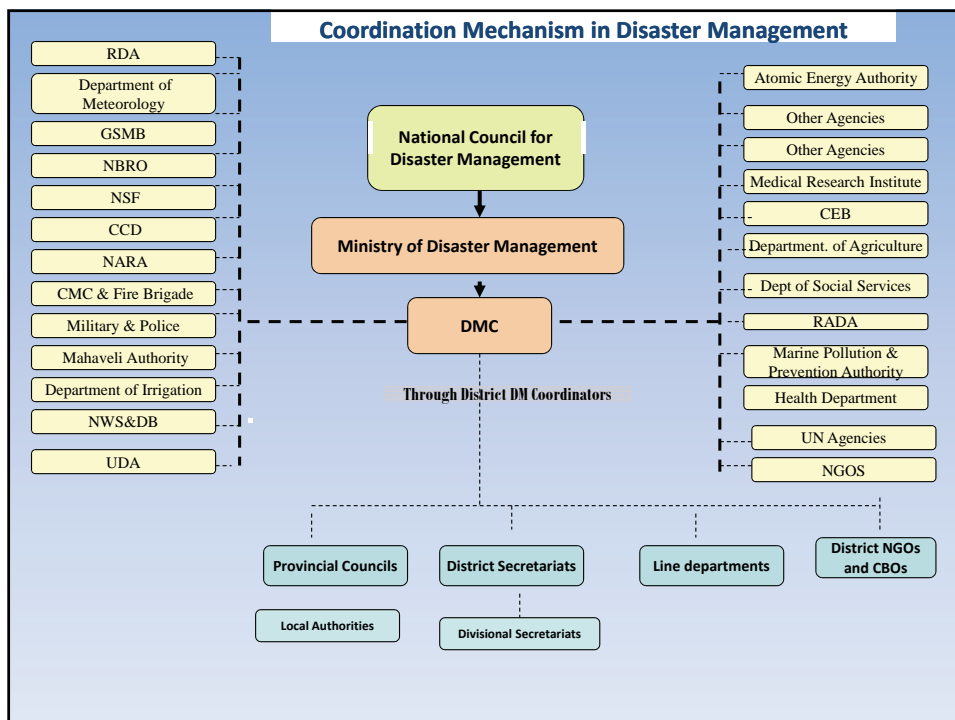 Coordination Mechanism in Disaster Management
RDA
Department of
Meteorology
GSMB
NBRO
NSF
CCD
NARA
CMC & Fire Brigade
Military & Police
Mahaveli Authority
Department of Irrigation
NWS&DB
UDA
National Council for
Disaster Management
Ministry of Disaster Management
DMC
Through District DM Coordinators
Atomic Energy Authority
Other Agencies
Other Agencies
Medical Research Institute
CEB
Department. of Agriculture
Dept of Social Services
RADA
Marine Pollution &
Prevention Authority
Health Department
UN Agencies
NGOS
Provincial Councils
District Secretariats
Line departments
District NGOs
and CBOs
Local Authorities
Divisional Secretariats